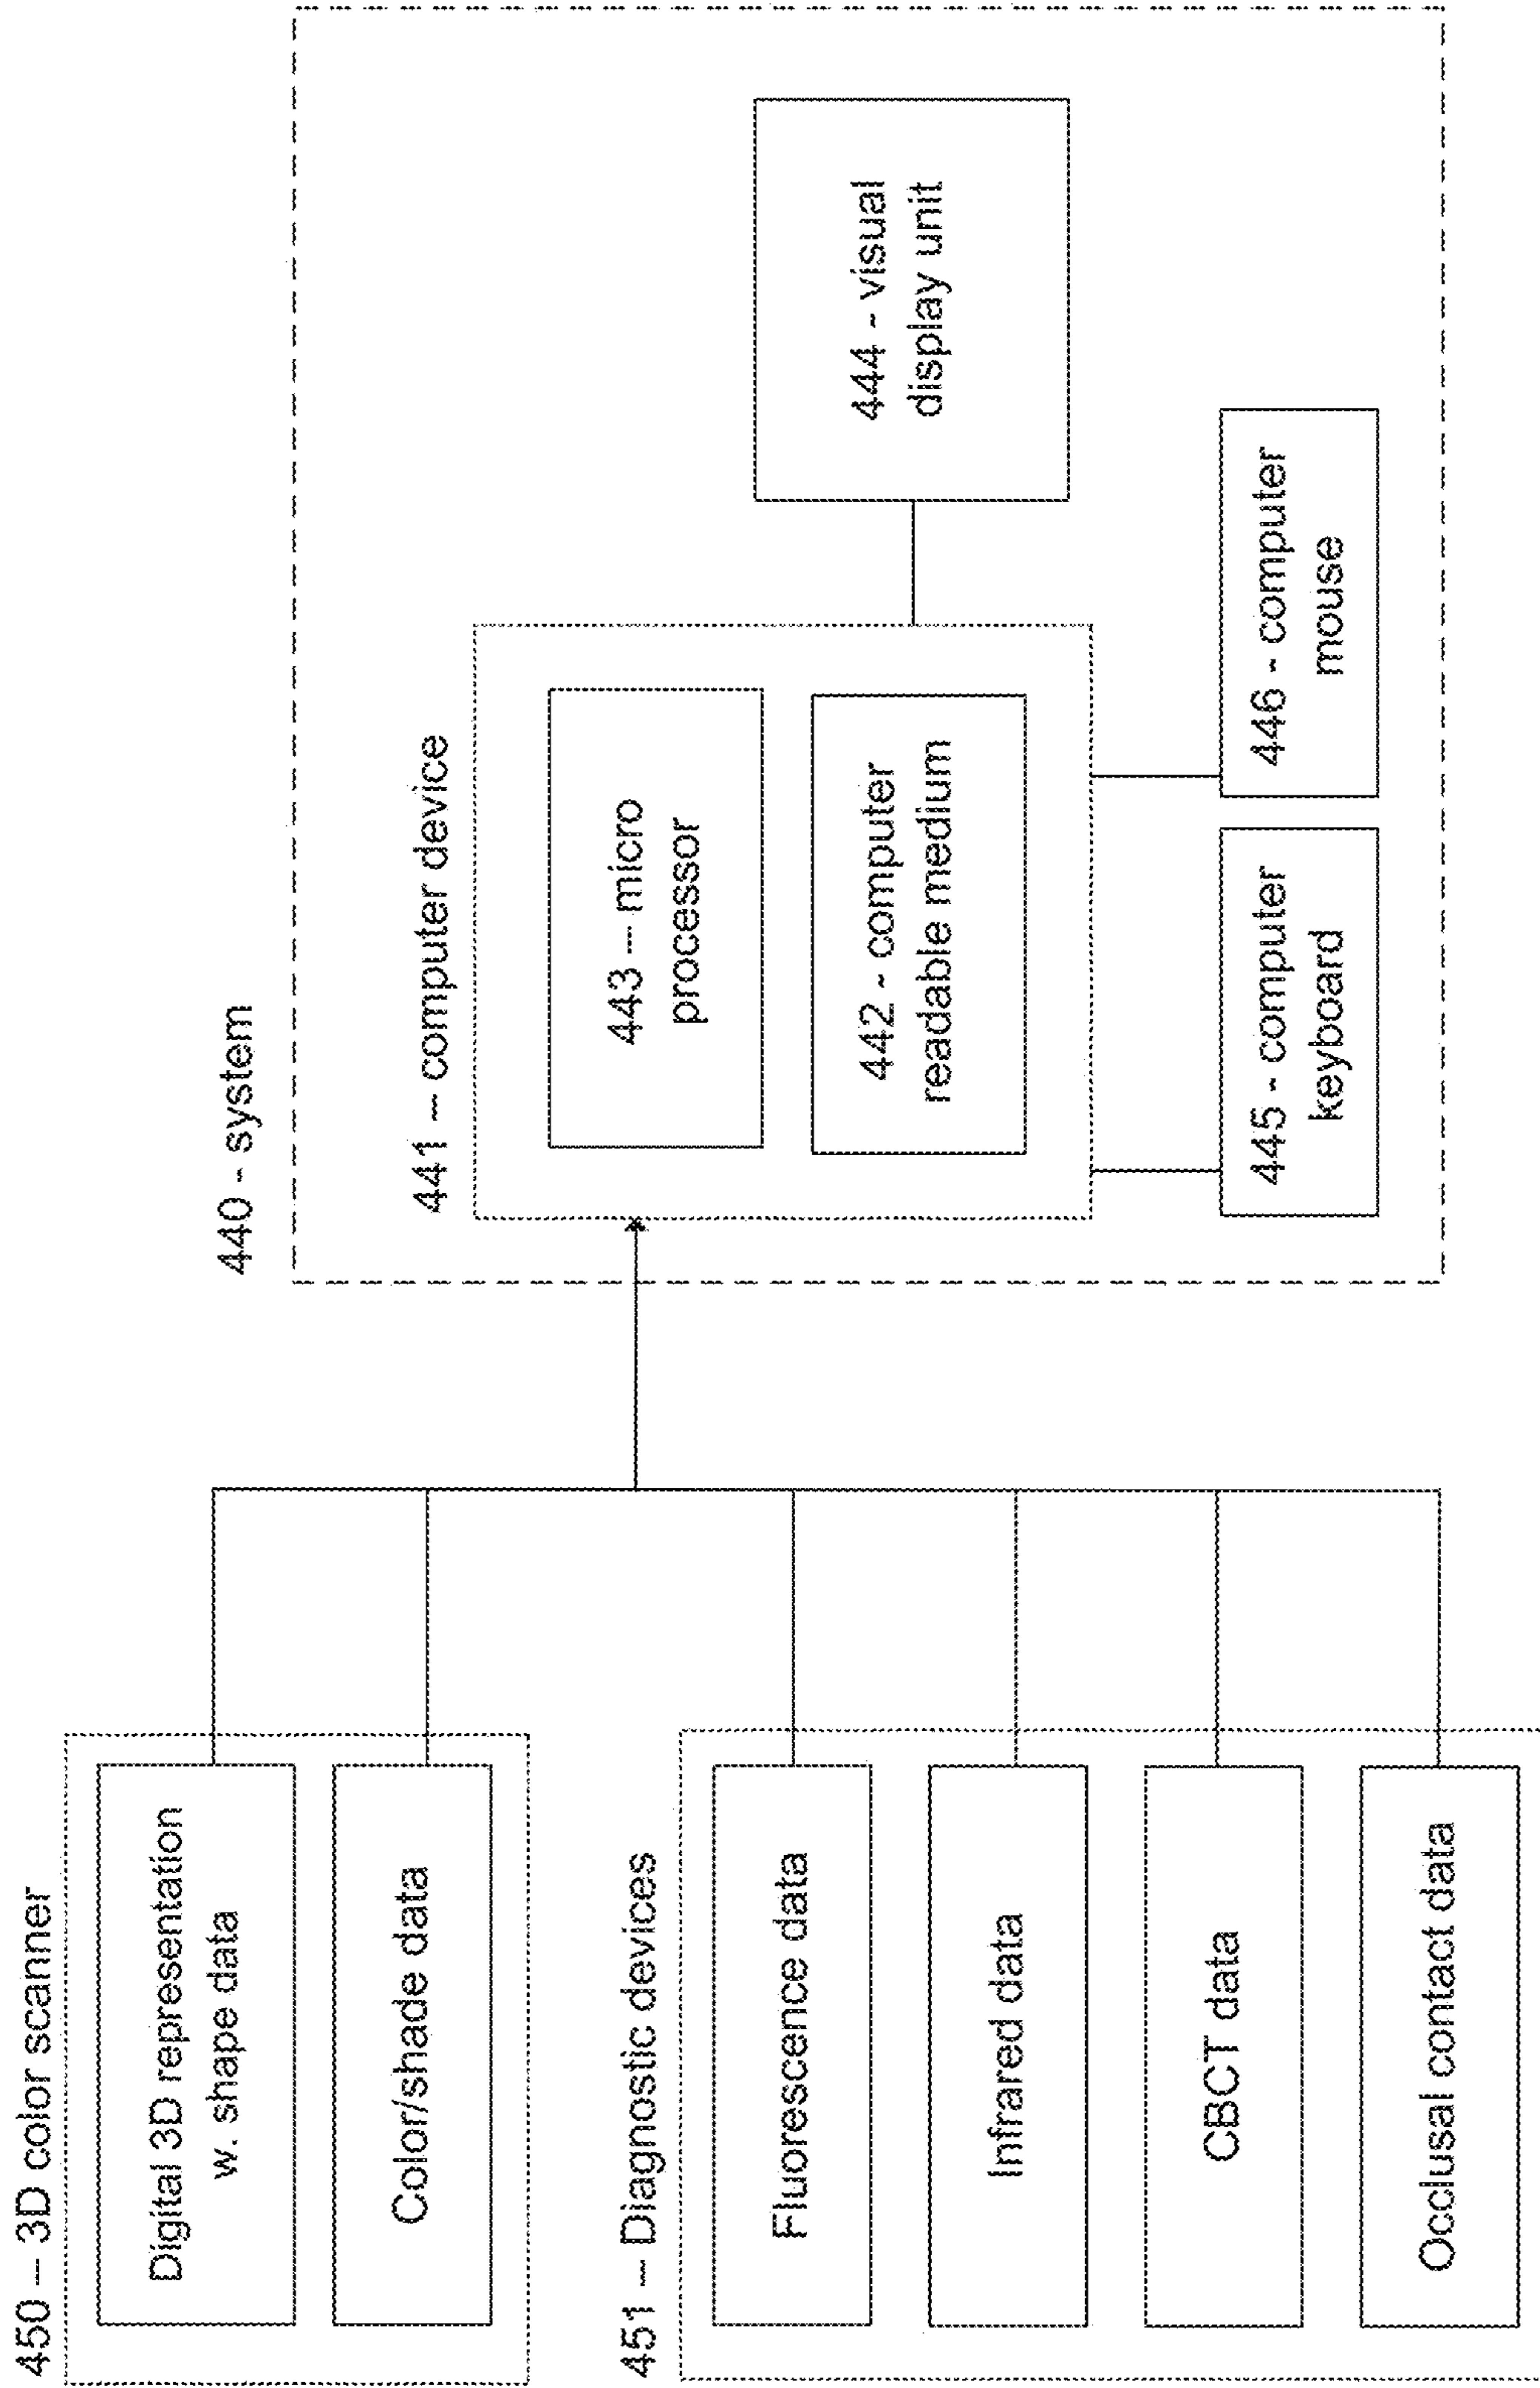 450 – 3D color scanner
Digital 3D representation
w. shape data
Color/shade data
451 – Diagnostic devices
Fluorescence data
Infrared data
CBCT data
Occlusal contact data
440 - system
441 – computer device
443 – micro
processor
442 - computer
readable medium
444 - visual
display unit
445 - computer
keyboard
446 - computer
mouse